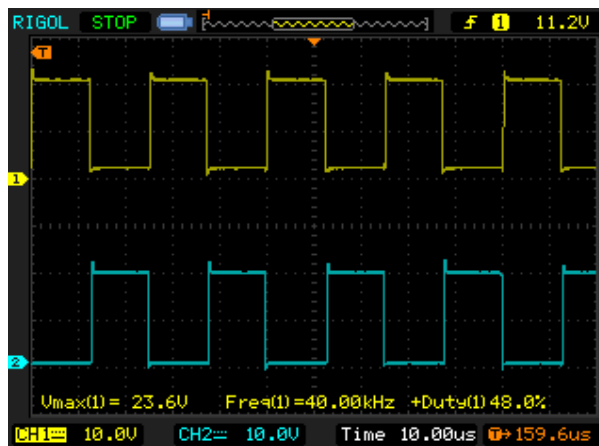 RIGOL STOP T f 1 11.2V
T
1
2
Vmax(1)= 23.6V Freq(1)=40.00kHz +Duty(1)48.0%
CH1 10.0V CH2 10.0V Time 10.00us T→159.6us